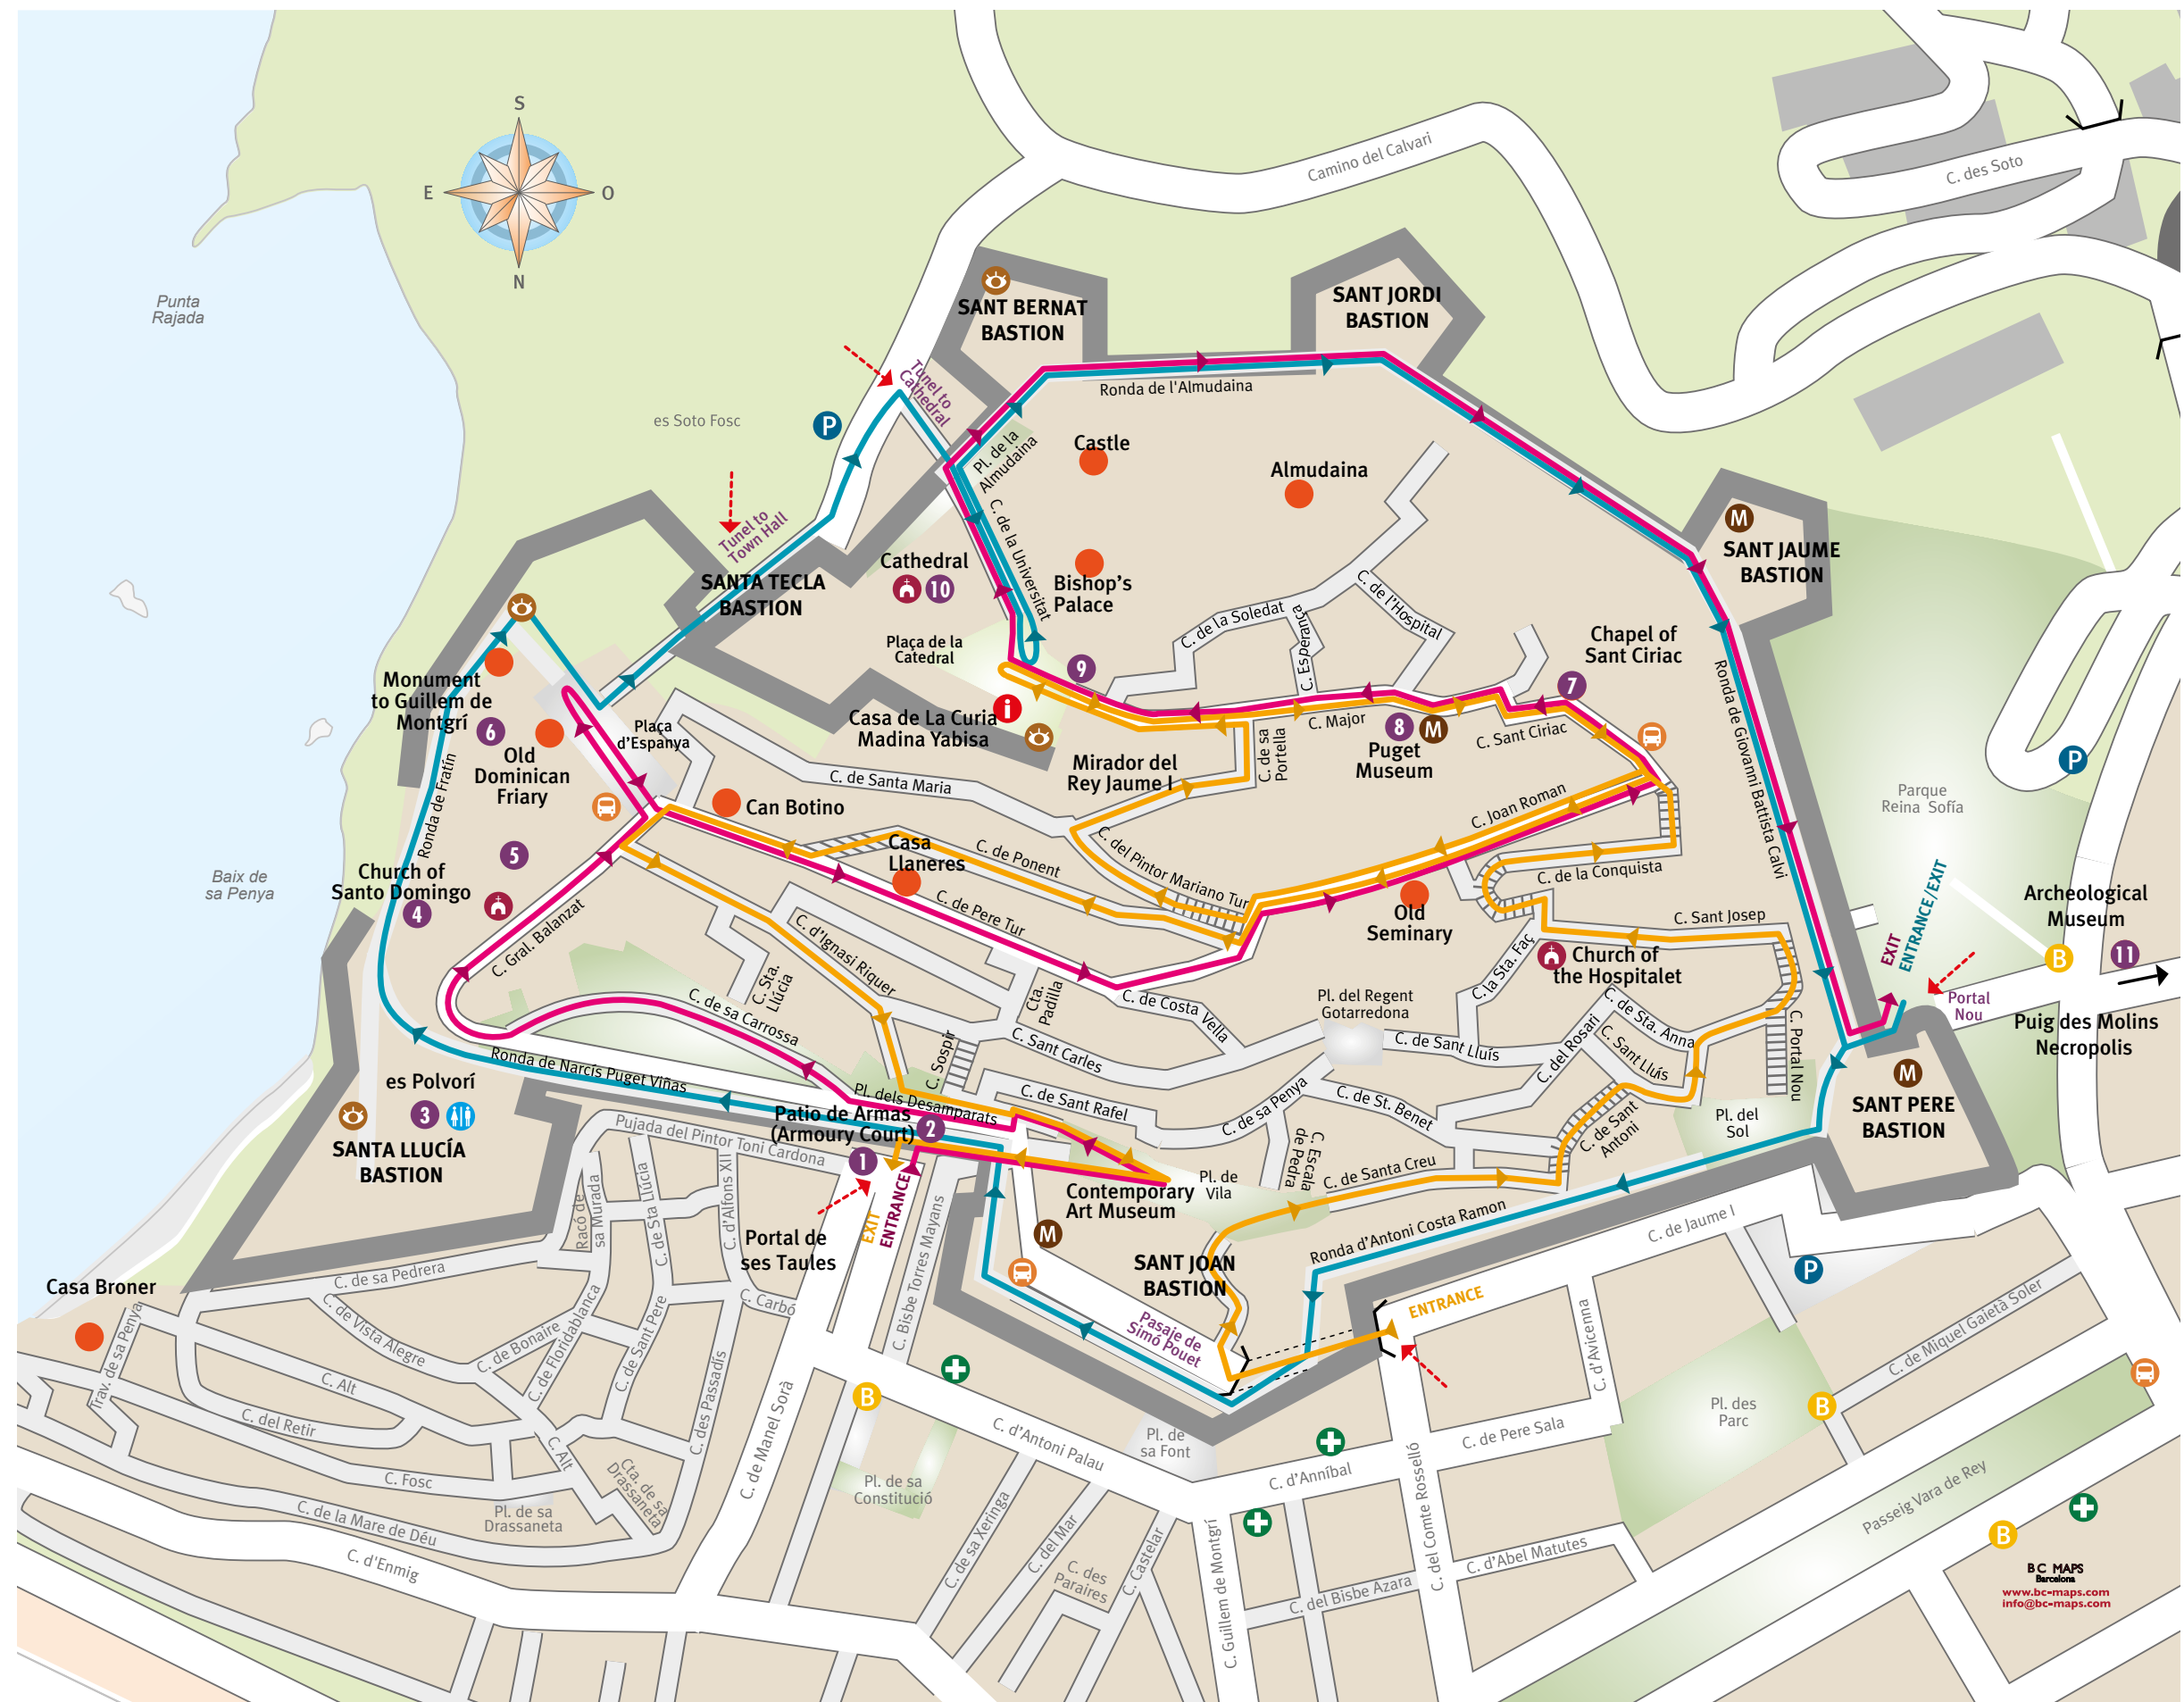 S
E
O
N
Punta
Rajada
Camino del Calvari
C. des Soto
SANT BERNAT
BASTION
SANT JORDI
BASTION
Tunel to
Cathedral
P
es Soto Fosc
Ronda de l'Almudaina
Pl. de la
Almudaina
Castle
Almudaina
Tunel to
Town Hall
C. de la Universitat
M
SANT JAUME
BASTION
Cathedral
10
SANTA TECLA
BASTION
Bishop's
Palace
C. de la Soledat
C. Esperança
C. de l'Hospital
Plaça de la
Catedral
9
Chapel of
Sant Ciriac
7
Monument
to Guillem de
Montgrí
6
Old
Dominican
Friary
Plaça
d'Espanya
Casa de La Curia
Madina Yabisa
i
C. Major
8
M
Puget
Museum
C. Sant Ciriac
C. de sa
Portella
Mirador del
Rey Jaume I
Ronda de Giovanni Battista Calvi
P
Parque
Reina Sofía
C. de Santa Maria
Can Botino
Ronda de Fratín
C. Joan Roman
Casa
Llaneres
C. de Ponent
C. del Pintor Mariano Tur
5
Church of
Santo Domingo
4
Baix de
sa Penya
C. de la Conquista
C. de Pere Tur
Old
Seminary
C. Sant Josep
EXIT
ENTRANCE/EXIT
Archeological
Museum
B
11
C. Gral. Balanzat
C. d'Ignasi Riquer
C. Sta.
Llúcia
C. la Sta. Faç
Church of
the Hospitalet
Portal
Nou
Puig des Molins
Necropolis
C. de sa Carrossa
Cta.
Padilla
C. de Costa Vella
Pl. del Regent
Gotarredona
C. de Sta. Anna
C. Portal Nou
C. Sant Carles
C. Sospir
C. de Sant Lluís
C. del Rosari
C. Sant Lluís
Ronda de Narcís Puget Viñas
es Polvorí
3
SANTA LLUCÍA
BASTION
Pl. dels Desamparats
C. de Sant Rafel
Patio de Armas
(Armoury Court)
2
1
C. de sa Penya
C. de St. Benet
C. de Sant
Antoni
Pl. del
Sol
M
SANT PERE
BASTION
Pujada del Pintor Toni Cardona
C. Escala
de Pedra
C. de Santa Creu
Pl. de
Vila
Contemporary
Art Museum
M
Racó de
sa Murada
C. de Sta Llúcia
C. d'Alfons XII
EXIT
ENTRANCE
Portal de
ses Taules
C. Bisbe Torres Mayans
Ronda d'Antoni Costa Ramon
C. de Jaume I
SANT JOAN
BASTION
P
Casa Broner
C. de sa Pedrera
C. Carbó
Trav. de sa Penya
C. de Vista Alegre
C. de Bonaire
C. de Floridablanca
C. de Sant Pere
Pasaje de
Simó Pouet
ENTRANCE
C. d'Avicenna
C. de Miquel Gaietà Soler
C. Alt
C. des Passadís
C. de Manel Sorà
B
C. del Retir
C. d'Antoni Palau
Pl. de
sa Font
Pl. des
Parc
B
C. Alt
C. de Pere Sala
C. d'Anníbal
C. Fosc
Cta. de sa
Drassaneta
Pl. de sa
Drassaneta
Pl. de sa
Constitució
C. de la Mare de Déu
C. de sa Xeringa
C. del Mar
C. Castelar
C. del Comte Rosselló
Passeig Vara de Rey
B
C. d'Enmig
C. des
Paraires
C. Guillem de Montgrí
C. d'Abel Matutes
C. del Bisbe Azara
BC MAPS
Barcelona
www.bc-maps.com
info@bc-maps.com